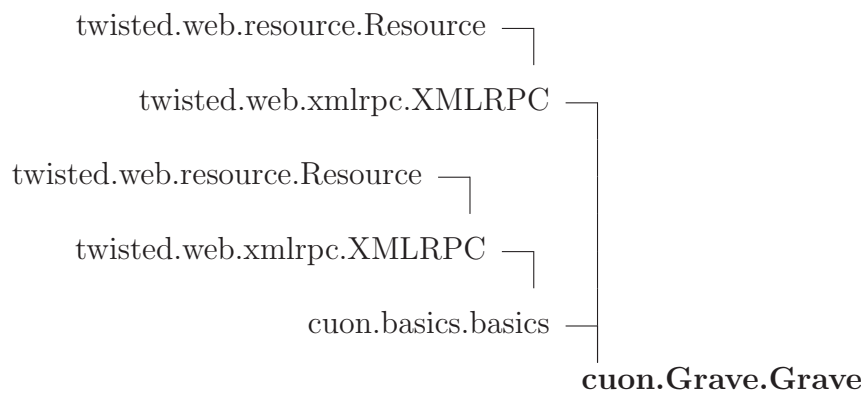 twisted.web.resource.Resource
twisted.web.xmlrpc.XMLRPC
twisted.web.resource.Resource
twisted.web.xmlrpc.XMLRPC
cuon.basics.basics
cuon.Grave.Grave